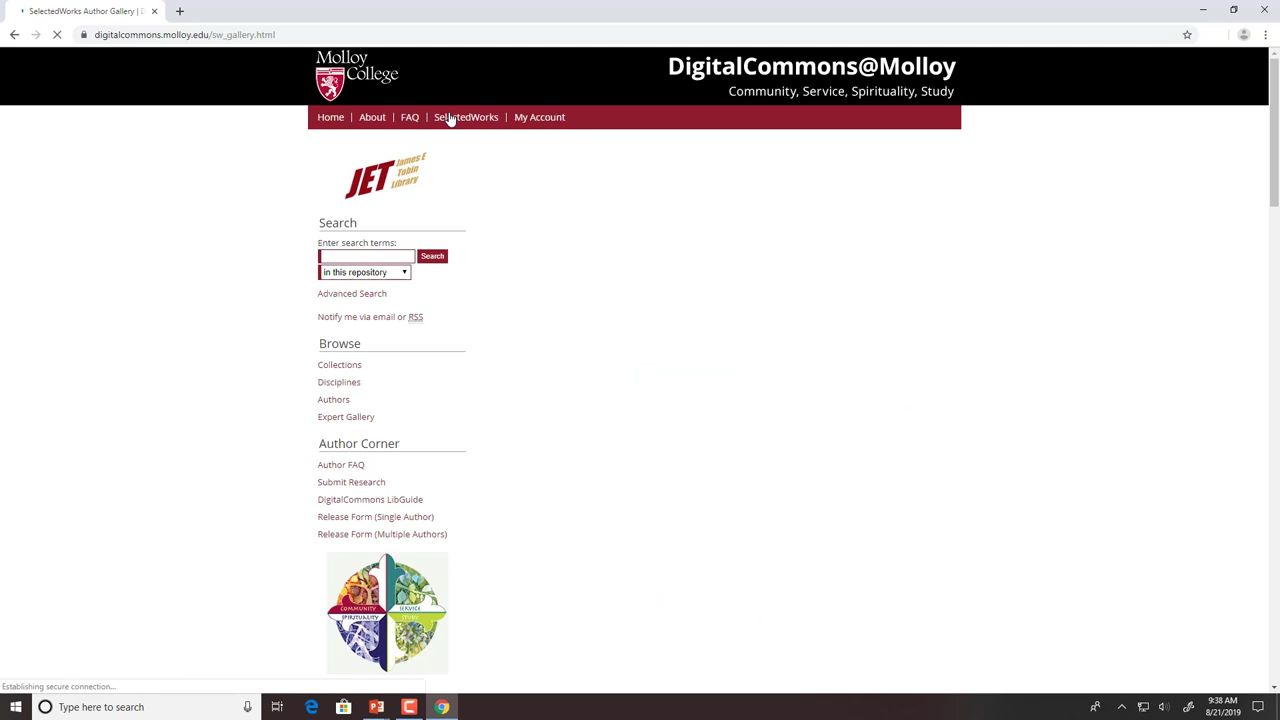 SelectedWorks Author Gallery | D
digitalcommons.molloy.edu/sw_gallery.html
Molloy
College
DigitalCommons@Molloy
Community, Service, Spirituality, Study
Home | About | FAQ | SelectedWorks | My Account
JET James E
Tobin
Library
Search
Enter search terms:
Search
in this repository
Advanced Search
Notify me via email or RSS
Browse
Collections
Disciplines
Authors
Expert Gallery
Author Corner
Author FAQ
Submit Research
DigitalCommons LibGuide
Release Form (Single Author)
Release Form (Multiple Authors)
COMMUNITY SERVICE
SPIRITUALITY STUDY
Establishing secure connection...
Type here to search
9:38 AM
8/21/2019